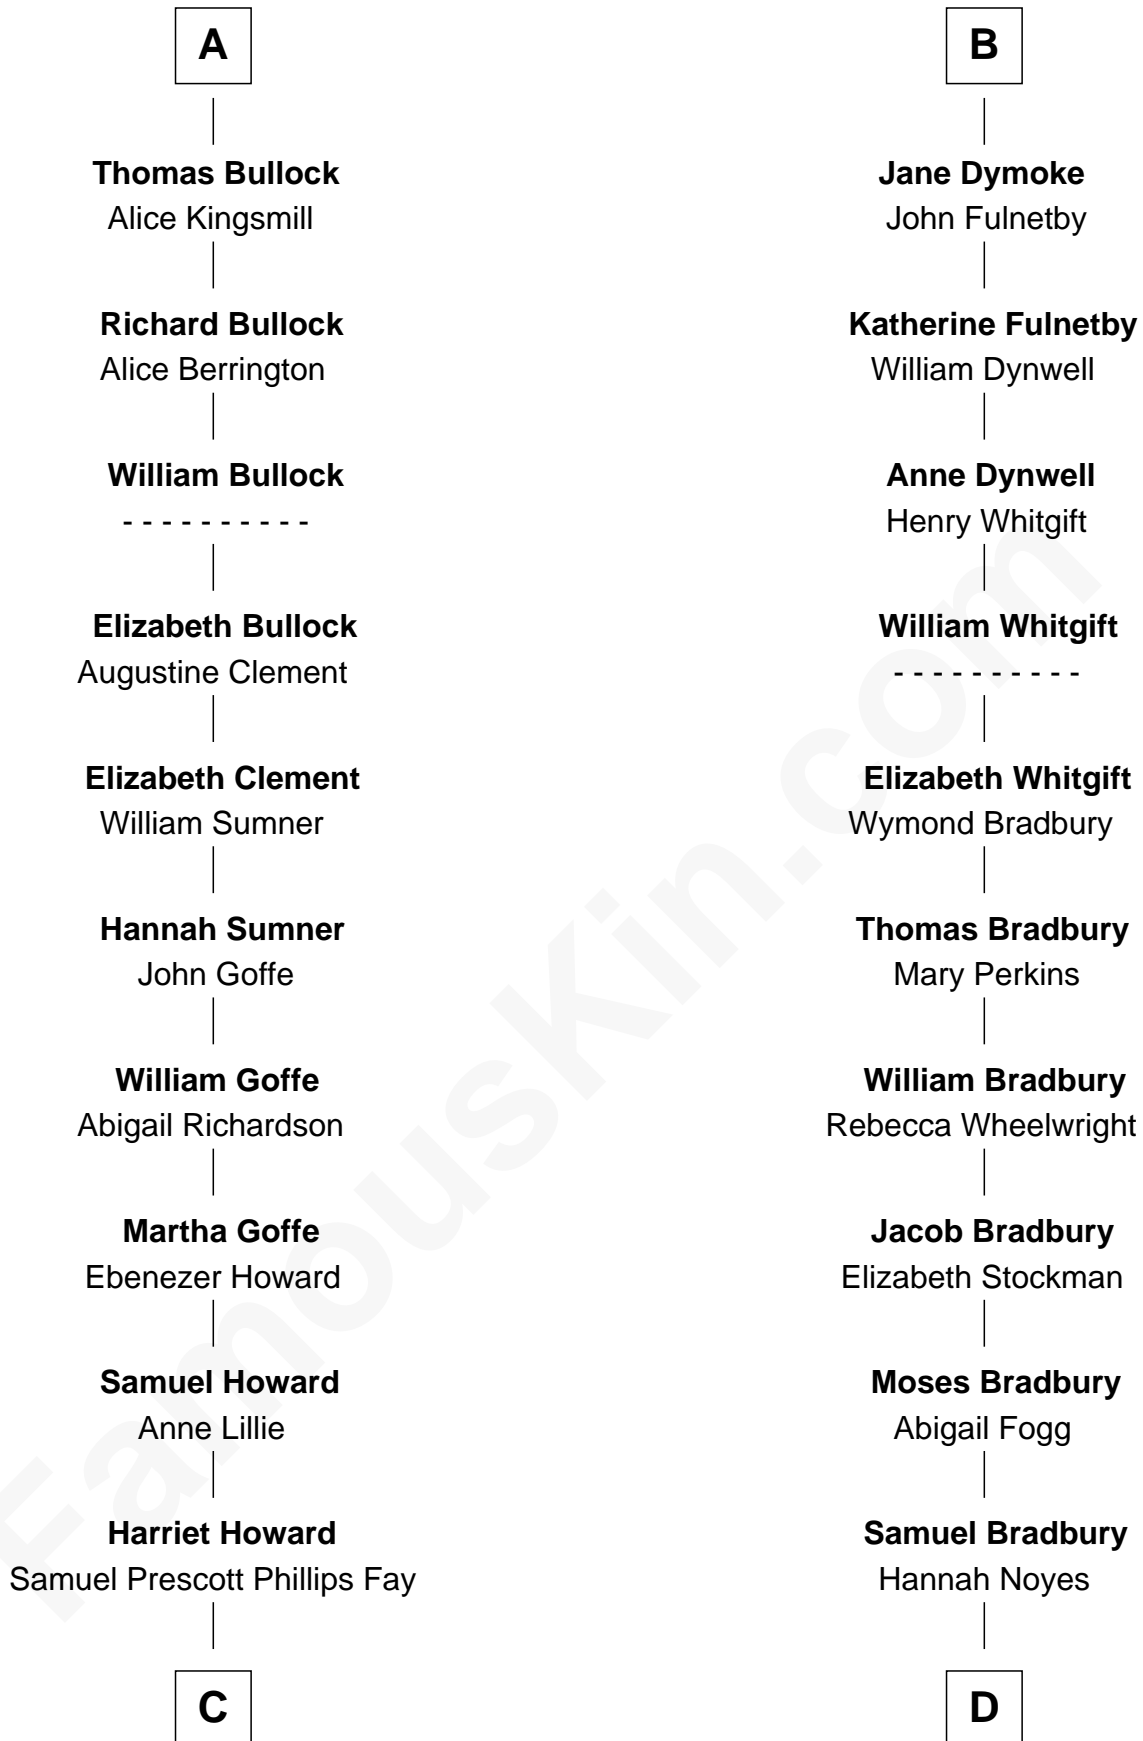 A
Thomas Bullock
Alice Kingsmill
Richard Bullock
Alice Berrington
William Bullock
- - - - - - - - - -
Elizabeth Bullock
Augustine Clement
Elizabeth Clement
William Sumner
Hannah Sumner
John Goffe
William Goffe
Abigail Richardson
Martha Goffe
Ebenezer Howard
Samuel Howard
Anne Lillie
Harriet Howard
Samuel Prescott Phillips Fay
C
B
Jane Dymoke
John Fulnetby
Katherine Fulnetby
William Dynwell
Anne Dynwell
Henry Whitgift
William Whitgift
- - - - - - - - - -
Elizabeth Whitgift
Wymond Bradbury
Thomas Bradbury
Mary Perkins
William Bradbury
Rebecca Wheelwright
Jacob Bradbury
Elizabeth Stockman
Moses Bradbury
Abigail Fogg
Samuel Bradbury
Hannah Noyes
D
FamousKin.com